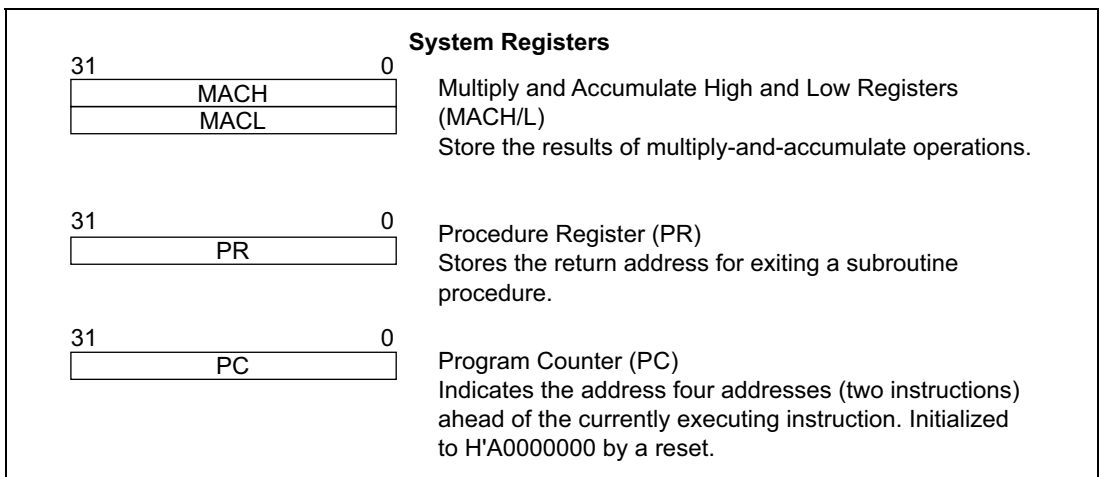 System Registers
31 0
MACH
MACL
Multiply and Accumulate High and Low Registers
(MACH/L)
Store the results of multiply-and-accumulate operations.
31 0
PR
Procedure Register (PR)
Stores the return address for exiting a subroutine
procedure.
31 0
PC
Program Counter (PC)
Indicates the address four addresses (two instructions)
ahead of the currently executing instruction. Initialized
to H'A0000000 by a reset.